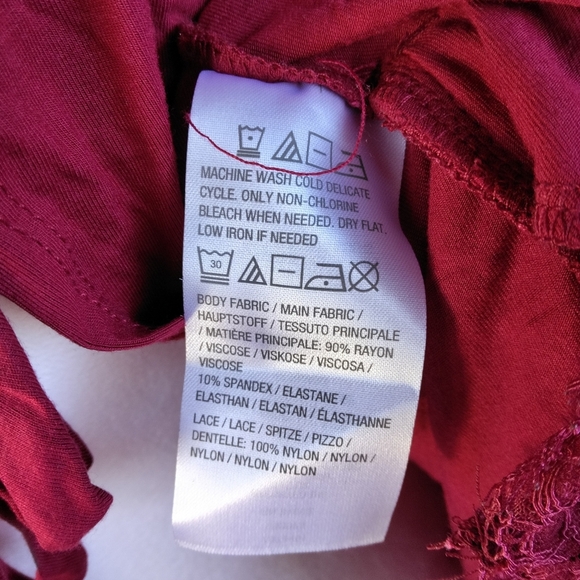 MACHINE WASH COLD DELICATE
CYCLE. ONLY NON-CHLORINE
BLEACH WHEN NEEDED. DRY FLAT.
LOW IRON IF NEEDED
30
BODY FABRIC / MAIN FABRIC /
HAUPTSTOFF / TESSUTO PRINCIPALE
/ MATIÈRE PRINCIPALE: 90% RAYON
/ VISCOSE / VISKOSE / VISCOSA /
VISCOSE
10% SPANDEX / ELASTANE /
ELASTHAN / ELASTAN / ÉLASTHANNE
LACE / LACE / SPITZE / PIZZO /
DENTELLE: 100% NYLON / NYLON /
NYLON / NYLON / NYLON